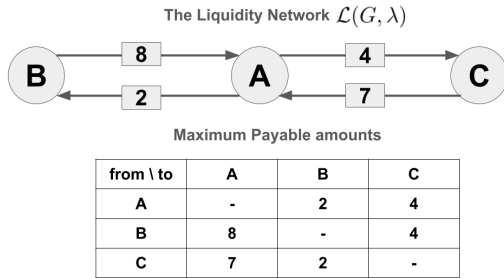 The Liquidity Network ℒ(G, λ)
8 4
B A C
2 7
Maximum Payable amounts
from \ to A B C
A - 2 4
B 8 - 4
C 7 2 -